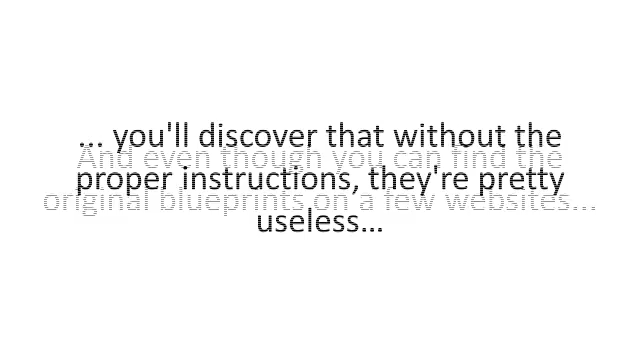 ... you'll discover that without the
And even though you can find the
proper instructions, they're pretty
original blueprints on a few websites...
useless...